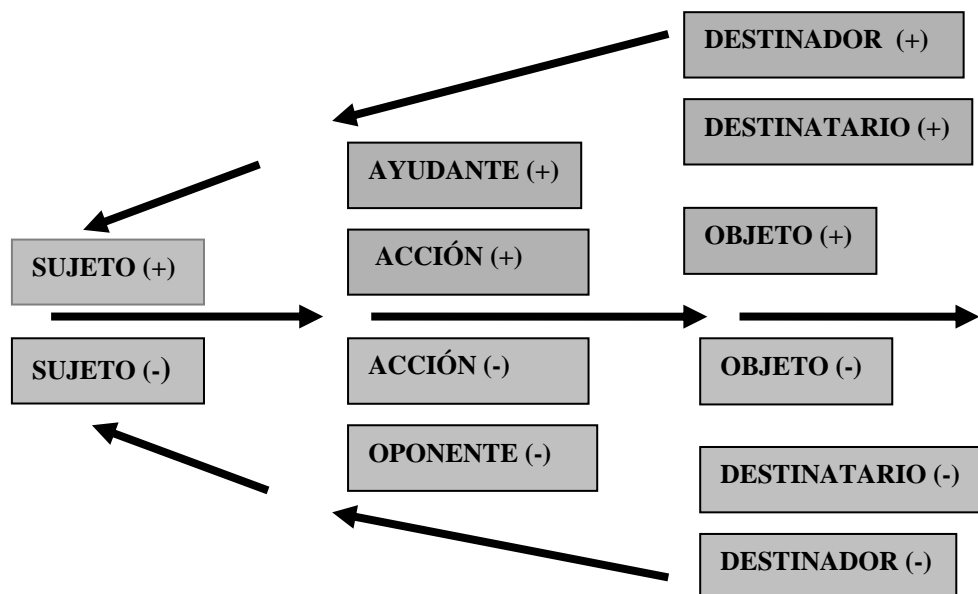 DESTINADOR (+)
DESTINATARIO (+)
AYUDANTE (+)
OBJETO (+)
ACCIÓN (+)
SUJETO (+)
SUJETO (-)
ACCIÓN (-)
OBJETO (-)
OPONENTE (-)
DESTINATARIO (-)
DESTINADOR (-)